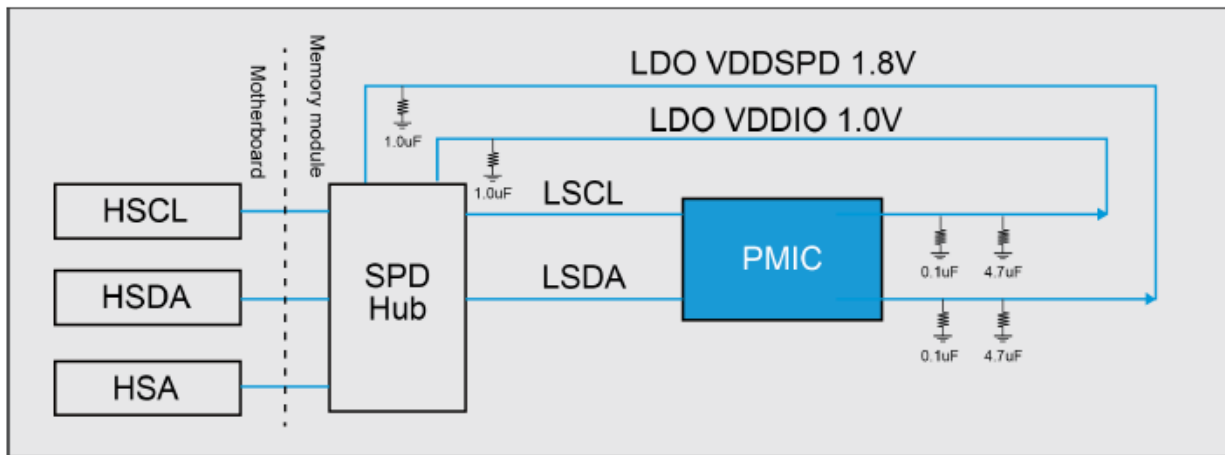 Motherboard
Memory module
LDO VDDSPD 1.8V
1.0uF
LDO VDDIO 1.0V
1.0uF
HSCL
HSDA
HSA
SPD
Hub
LSCL
LSDA
PMIC
0.1uF
4.7uF
0.1uF
4.7uF